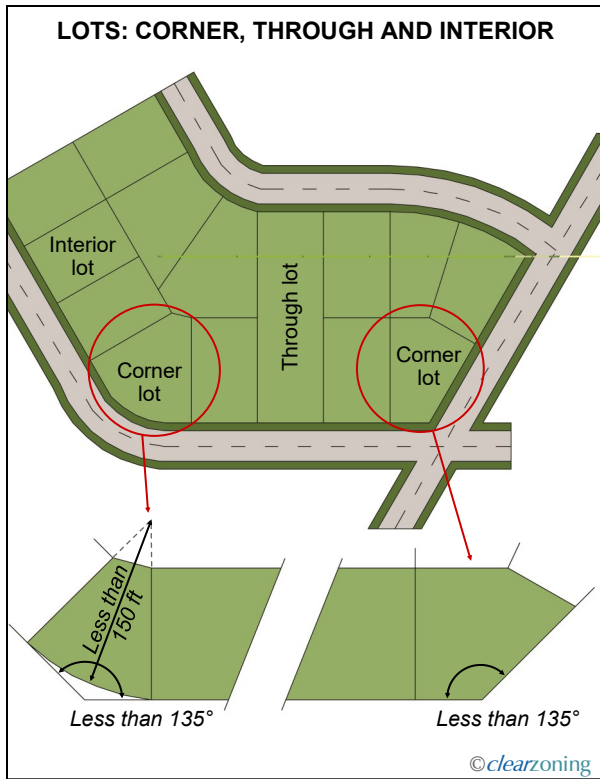 LOTS: CORNER, THROUGH AND INTERIOR
Interior
lot
Through lot
Corner
lot
Corner
lot
Less than
150 ft
Less than 135°
Less than 135°
©clearzoning